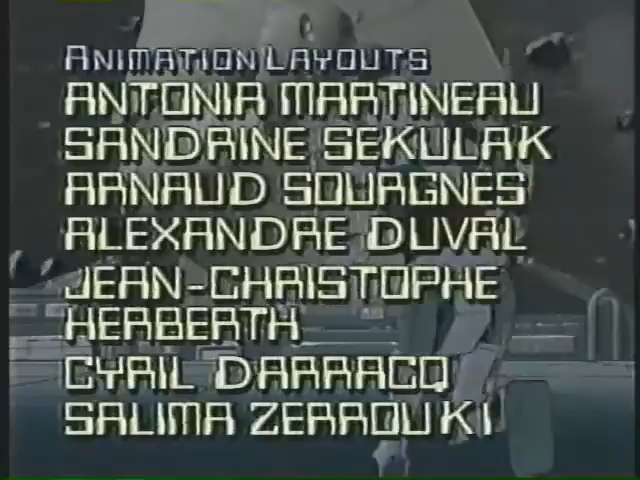 ANIMATION LAYOUTS
ANTONIA MARTINEAU
SANDRINE SEKULAK
ARNAUD SOURGNES
ALEXANDRE DUVAL
JEAN-CHRISTOPHE
HERBERTH
CYRIL DARRACQ
SALIMA ZERROUKI